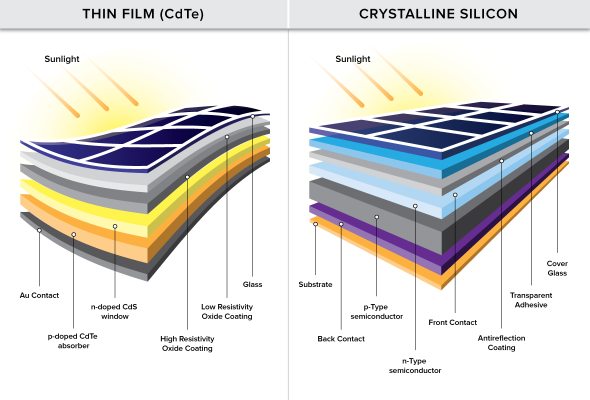 THIN FILM (CdTe)
Sunlight
Glass
Au Contact
n-doped CdS
window
Low Resistivity
Oxide Coating
p-doped CdTe
absorber
High Resistivity
Oxide Coating
CRYSTALLINE SILICON
Sunlight
Cover
Glass
Substrate
Transparent
Adhesive
p-Type
semiconductor
Front Contact
Back Contact
Antireflection
Coating
n-Type
semiconductor